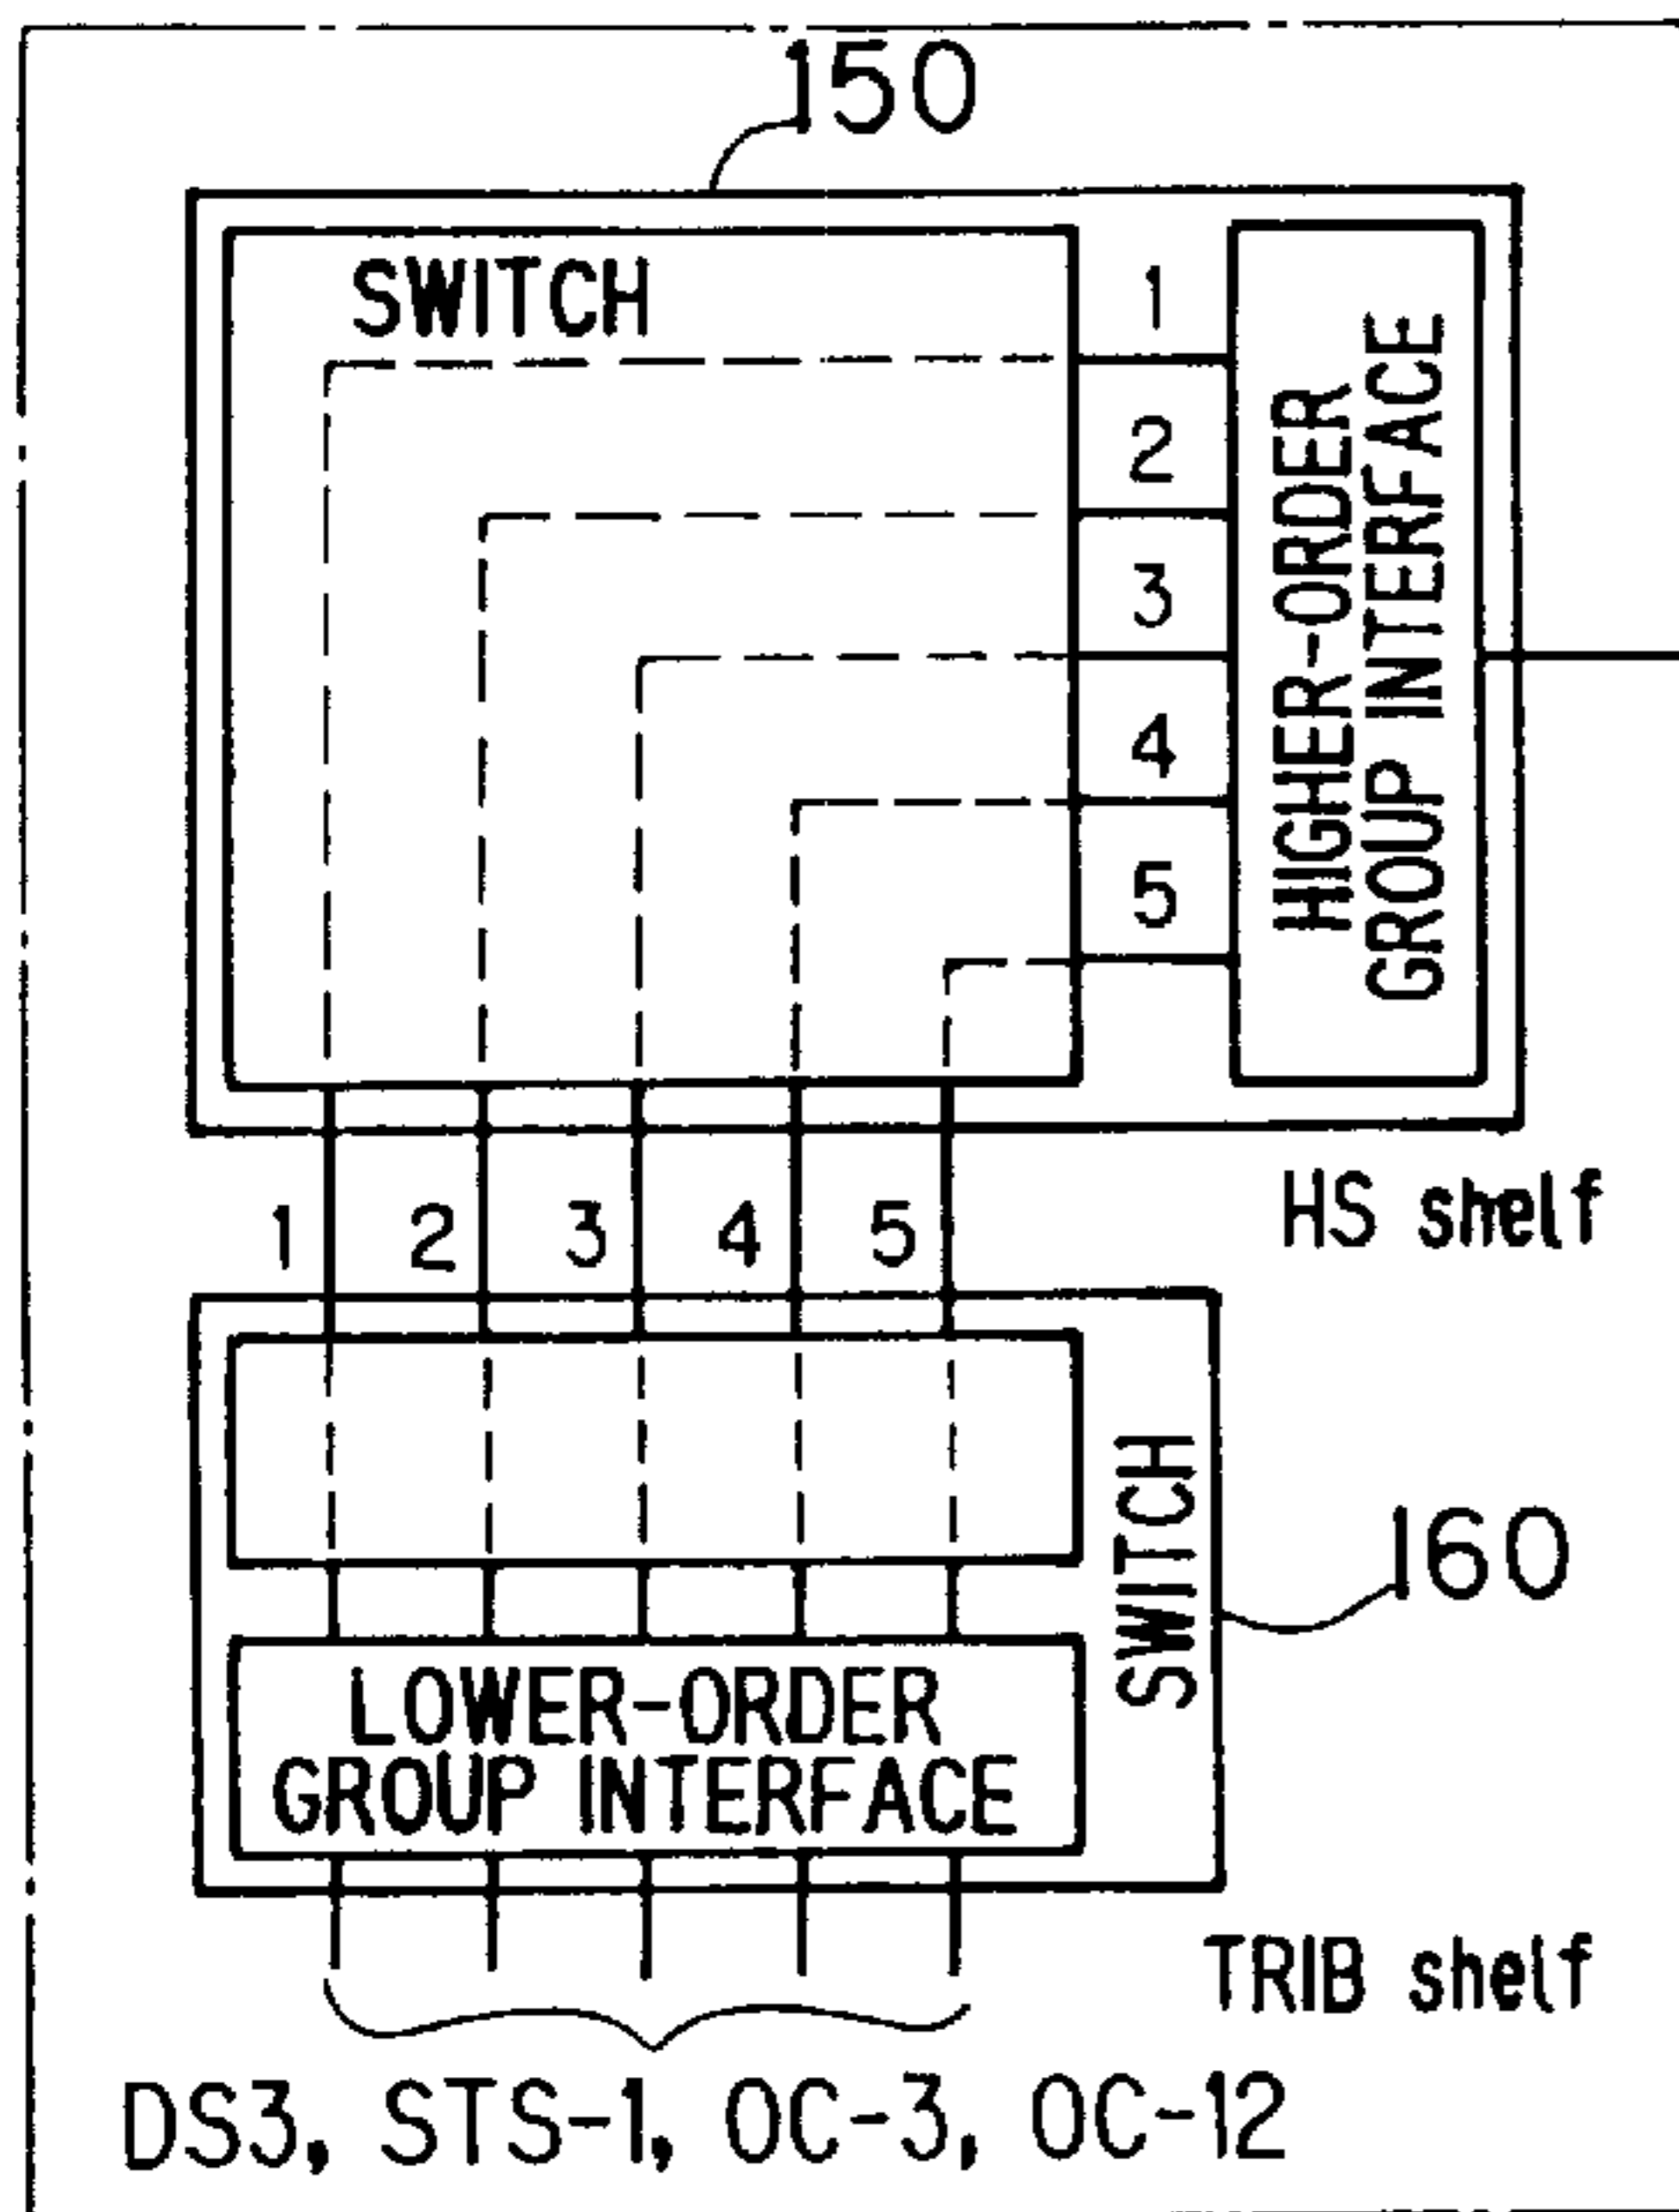 150
SWITCH
1
2
3
4
5
HIGHER-ORDER
GROUP INTERFACE
HS shelf
1 2 3 4 5
SWITCH
160
LOWER-ORDER
GROUP INTERFACE
TRIB shelf
DS3, STS-1, OC-3, OC-12